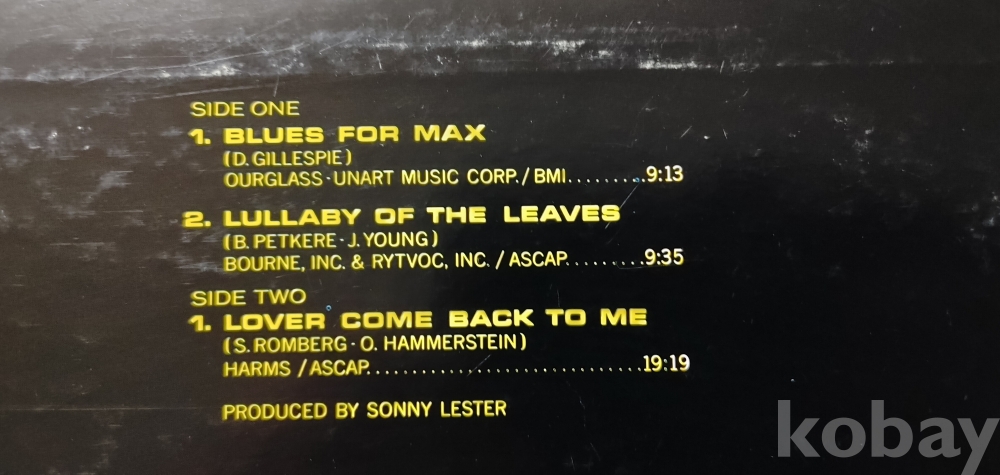 SIDE ONE
1. BLUES FOR MAX
(D. GILLESPIE)
OURGLASS-UNART MUSIC CORP./BMI.........9:13
2. LULLABY OF THE LEAVES
(B. PETKERE-J. YOUNG)
BOURNE, INC. & RYTVOC, INC. / ASCAP.........9:35
SIDE TWO
1. LOVER COME BACK TO ME
(S. ROMBERG-O. HAMMERSTEIN)
HARMS / ASCAP..............................19:19
PRODUCED BY SONNY LESTER
kobay